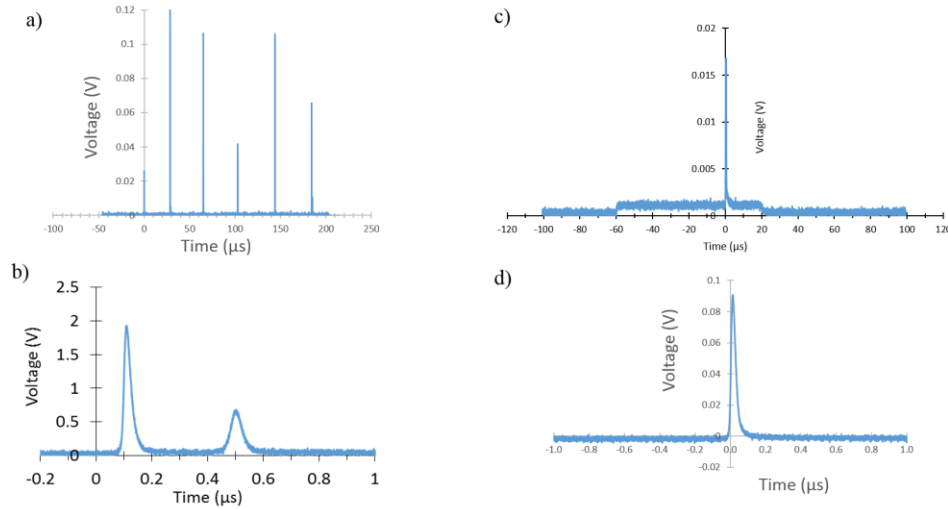 a)
0.12
0.1
0.08
0.06
0.04
0.02
0
Voltage (V)
-100 -50 0 50 100 150 200 250
Time (µs)
b)
2.5
2
1.5
1
0.5
0
Voltage (V)
-0.2 0 0.2 0.4 0.6 0.8 1
Time (µs)
c)
0.02
0.015
0.01
0.005
0
Voltage (V)
-120 -100 -80 -60 -40 -20 0 20 40 60 80 100 120
Time (µs)
d)
0.1
0.08
0.06
0.04
0.02
0
-0.02
Voltage (V)
-1.0 -0.8 -0.6 -0.4 -0.2 0.0 0.2 0.4 0.6 0.8 1.0
Time (µs)